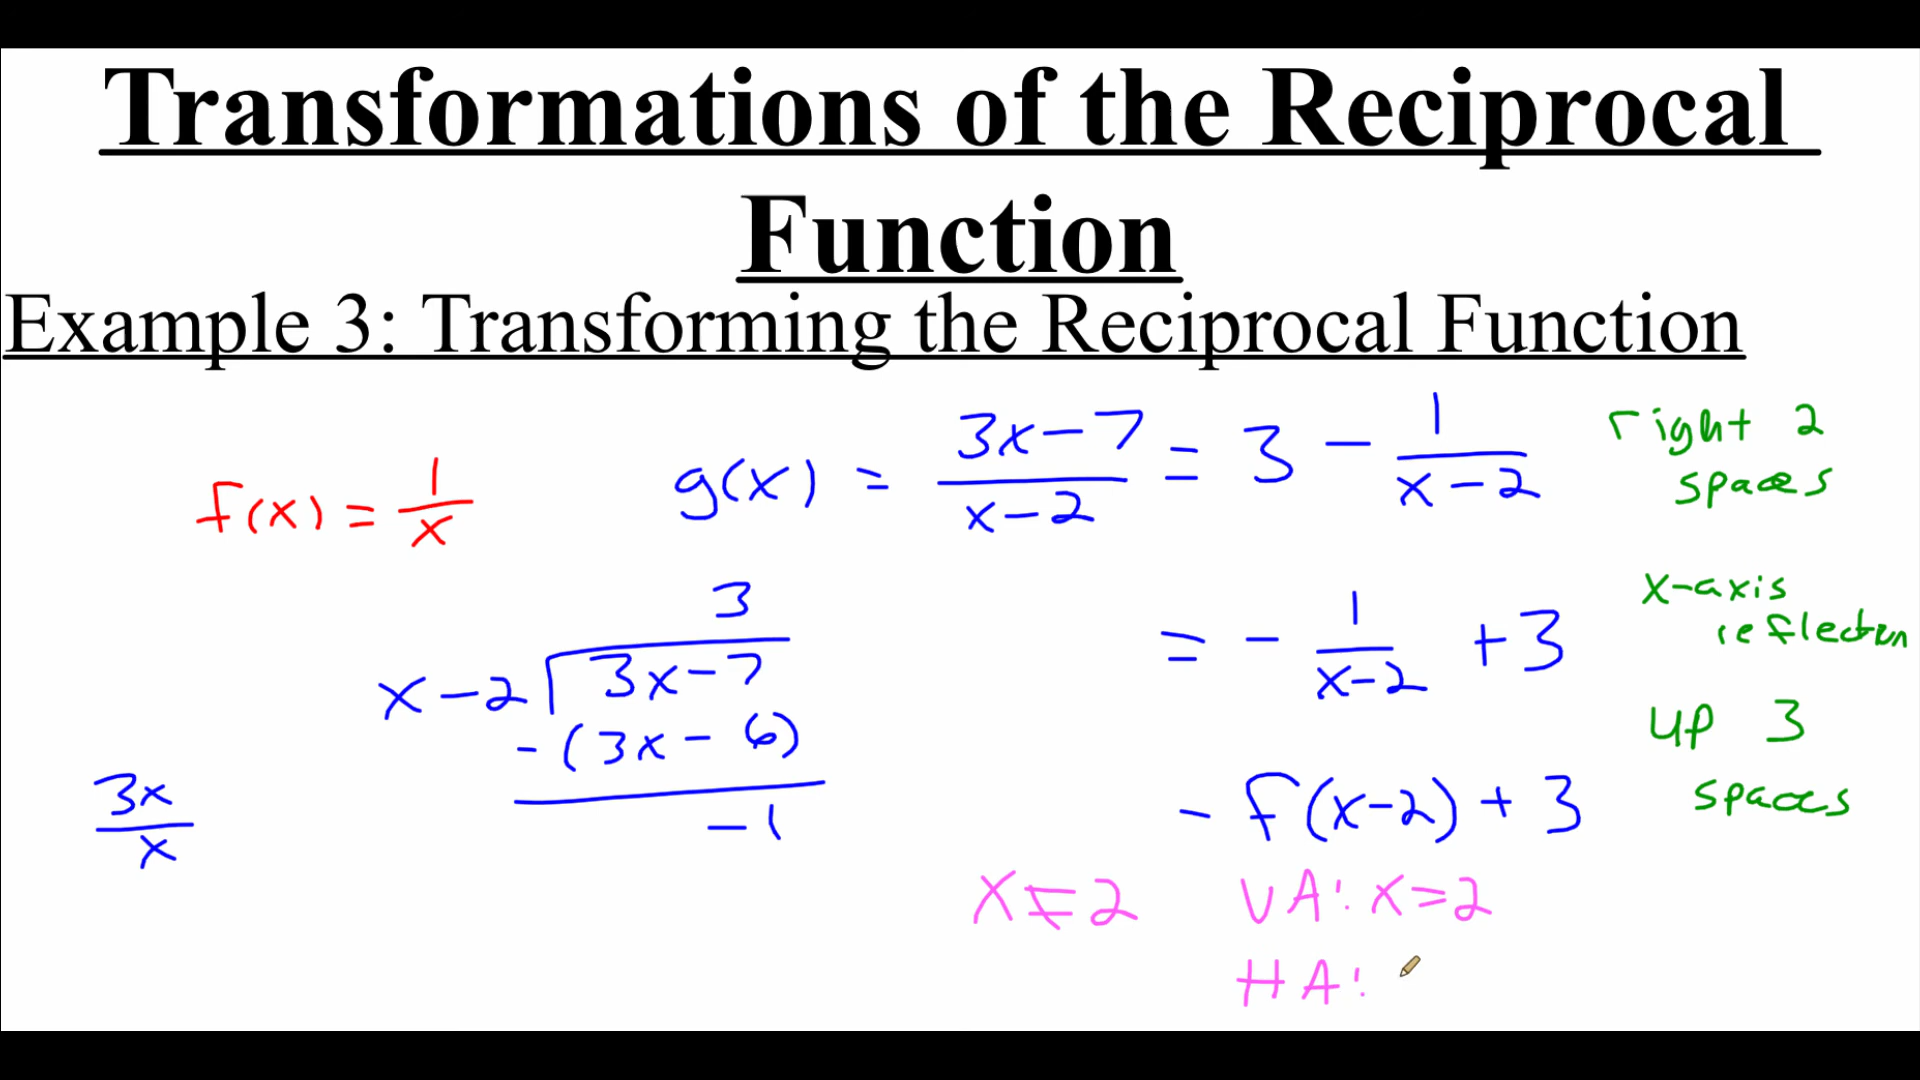 Transformations of the Reciprocal
Function
Example 3: Transforming the Reciprocal Function
f(x) = 1/x
g(x) = (3x-7)/(x-2) = 3 - 1/(x-2)
right 2
spaces
= - 1/(x-2) +3
x-axis
reflection
3
x-2 3x-7
-(3x-6)
-1
3x/x
up 3
spaces
- f(x-2)+3
x≠2
VA: x=2
HA: